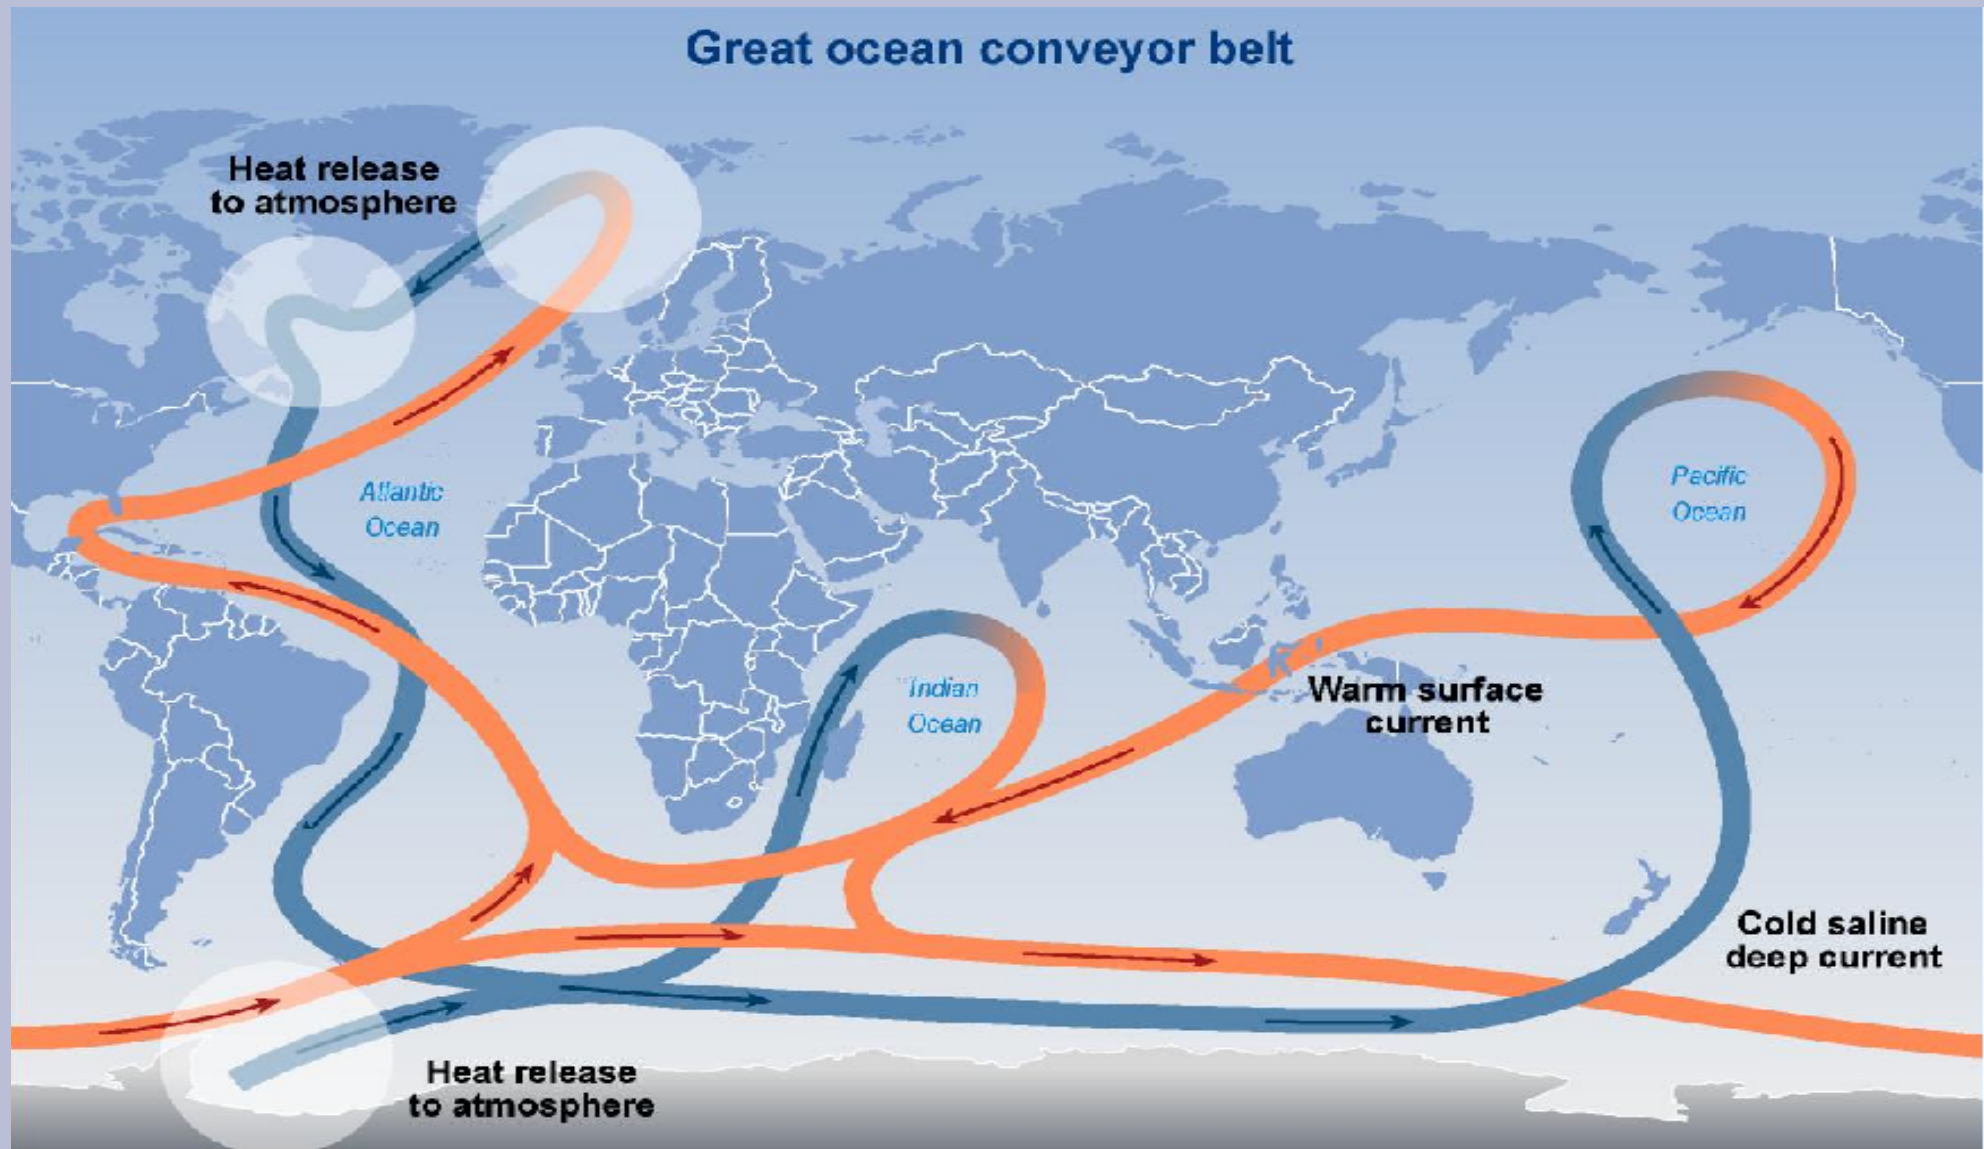 Great ocean conveyor belt
Heat release
to atmosphere
Atlantic
Ocean
Pacific
Ocean
Indian
Ocean
Warm surface
current
Cold saline
deep current
Heat release
to atmosphere